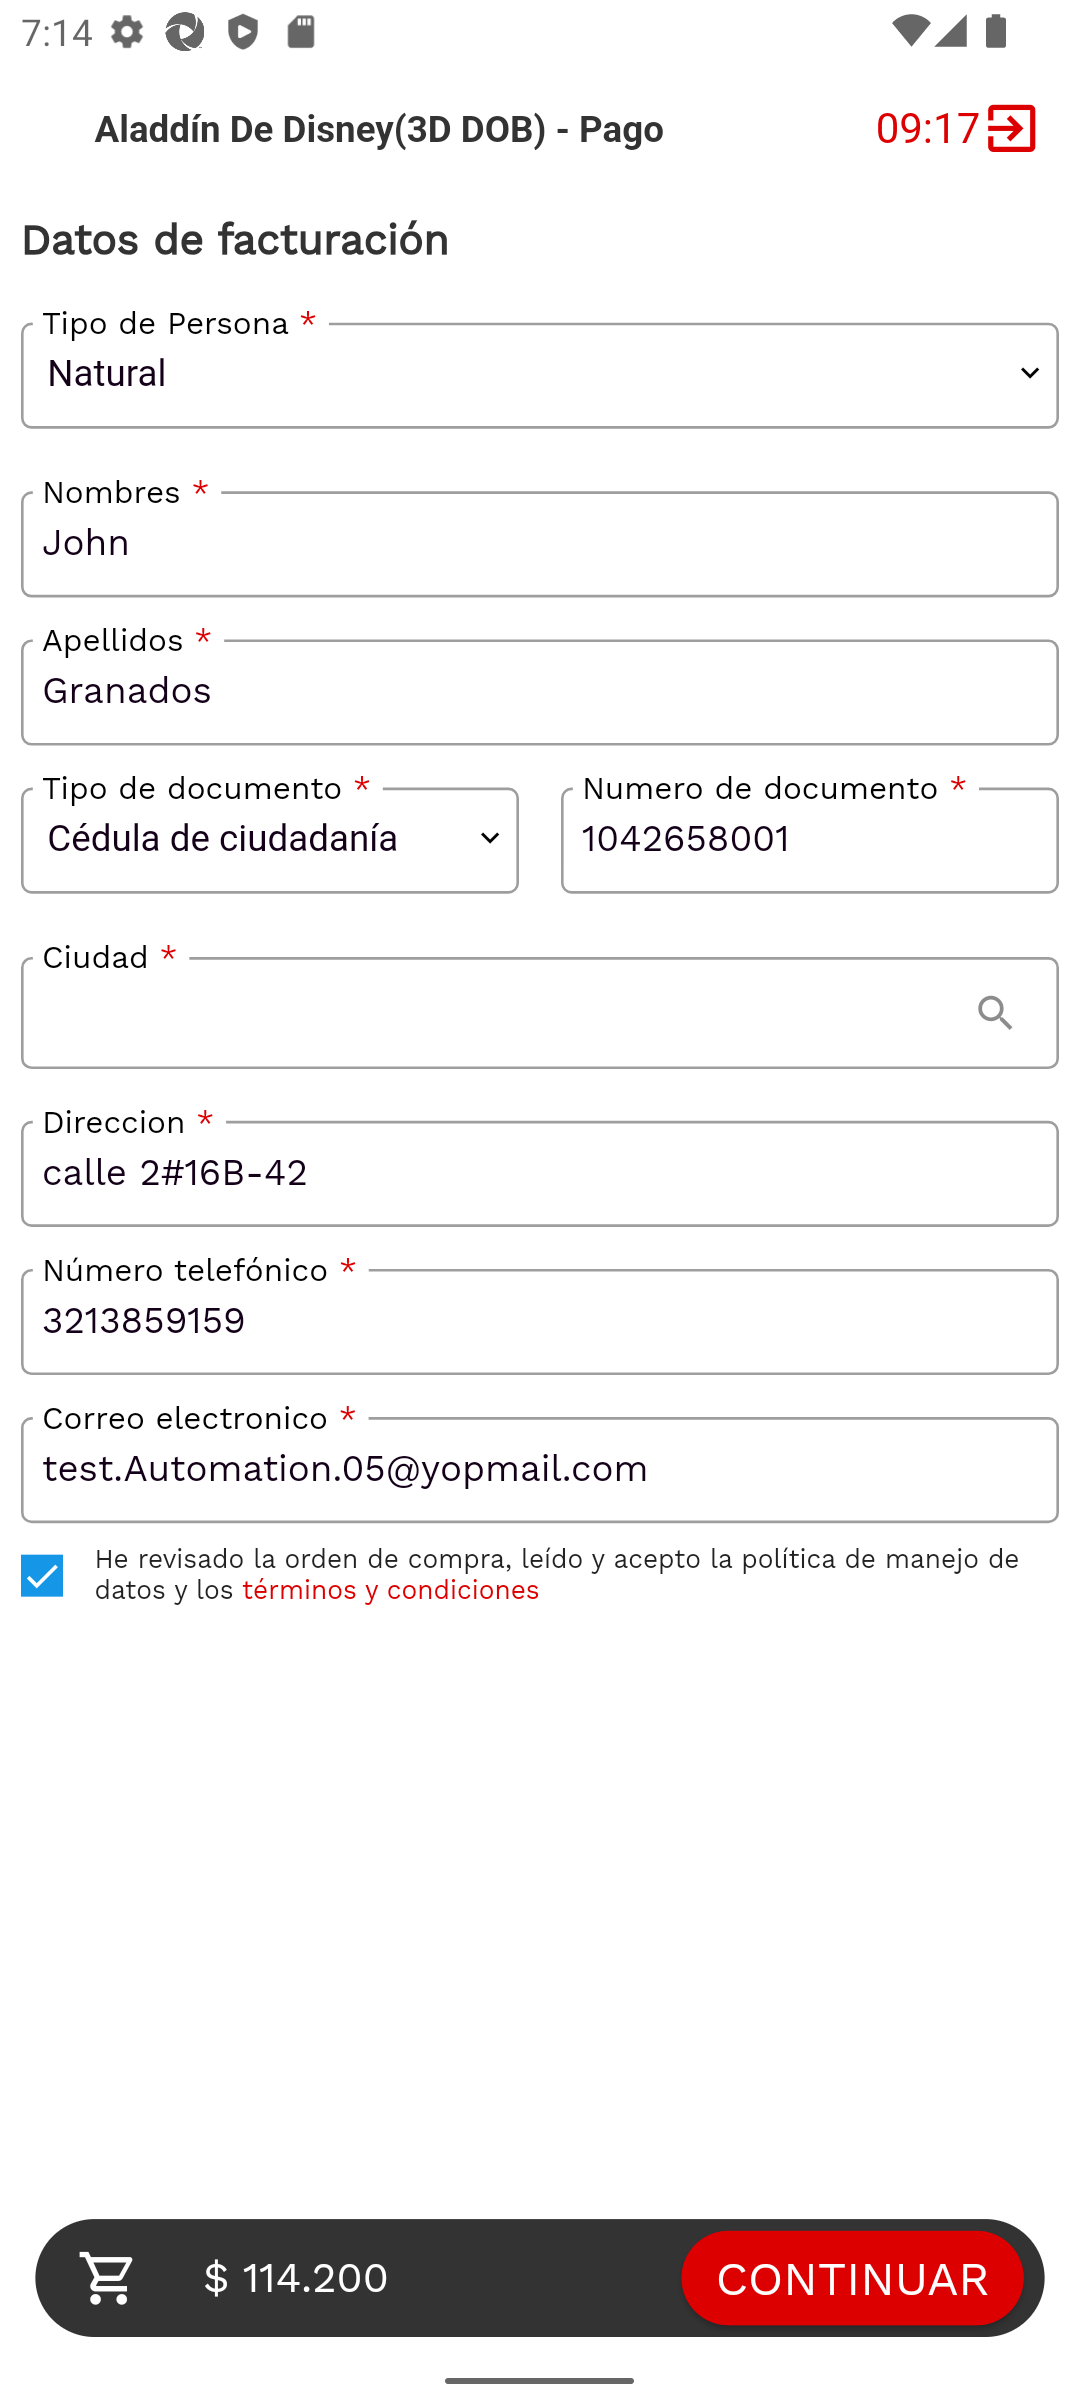 7:14
Aladdín De Disney(3D DOB) - Pago
09:17
Datos de facturación
Tipo de Persona *
Natural
Nombres *
John
Apellidos *
Granados
Tipo de documento *
Cédula de ciudadanía
Numero de documento *
1042658001
Ciudad *
Direccion *
calle 2#16B-42
Número telefónico *
3213859159
Correo electronico *
test.Automation.05@yopmail.com
He revisado la orden de compra, leído y acepto la política de manejo de
datos y los términos y condiciones
$ 114.200
CONTINUAR